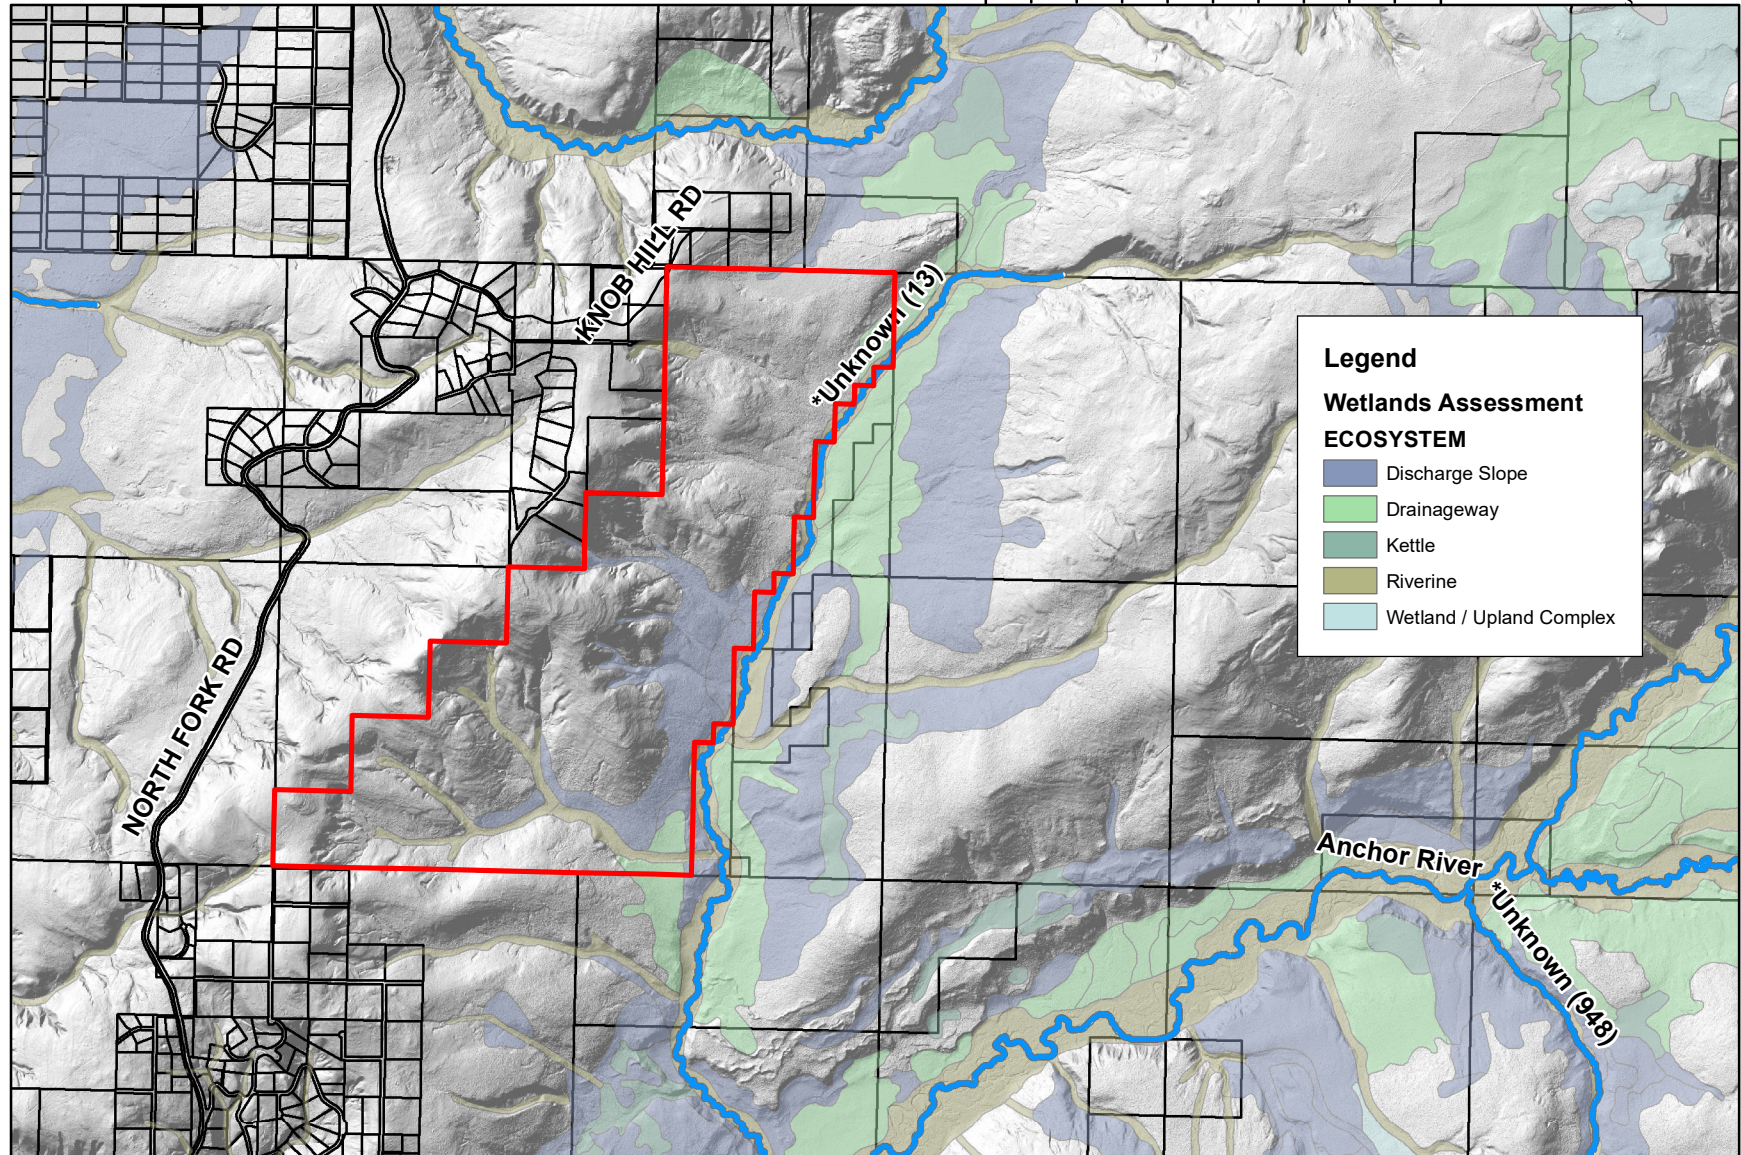 KNOB HILL RD
*Unknown (13)
Legend
Wetlands Assessment
ECOSYSTEM
Discharge Slope
Drainageway
Kettle
Riverine
Wetland / Upland Complex
NORTH FORK RD
Anchor River
*Unknown (948)